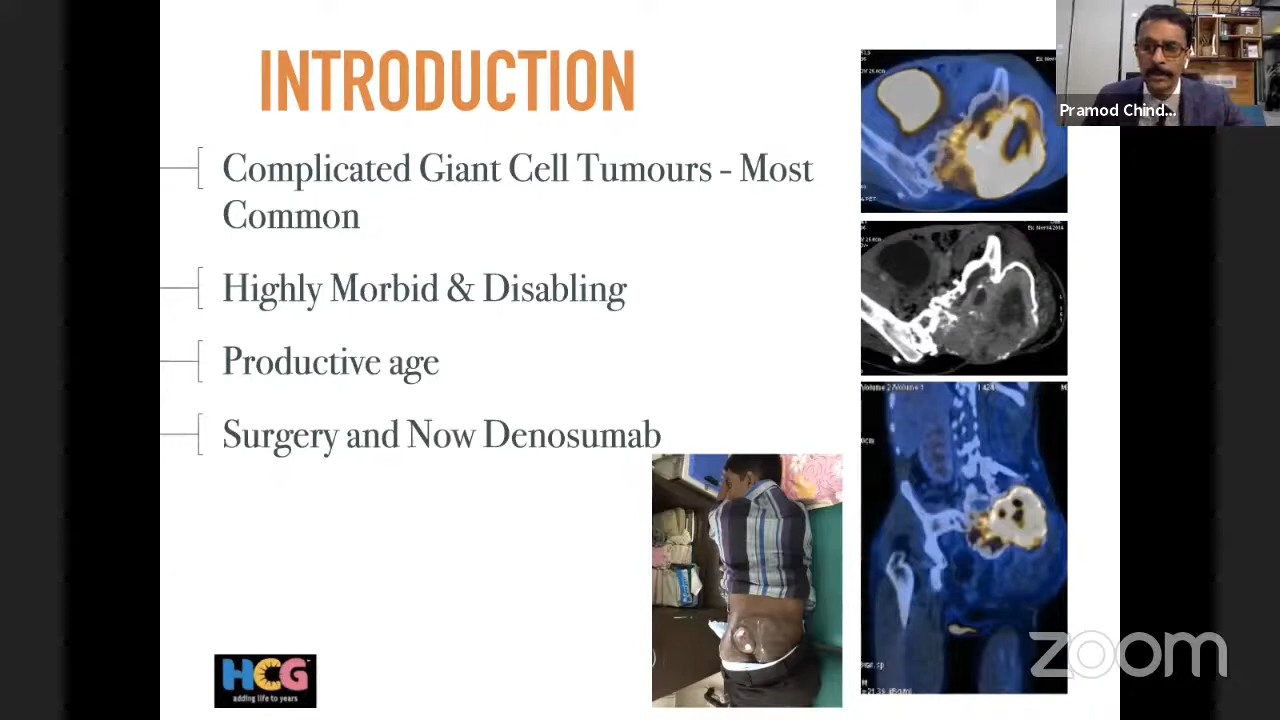 INTRODUCTION
Complicated Giant Cell Tumours - Most
Common
Highly Morbid & Disabling
Productive age
Surgery and Now Denosumab
HCG
adding life to years
Pramod Chind...
zoom